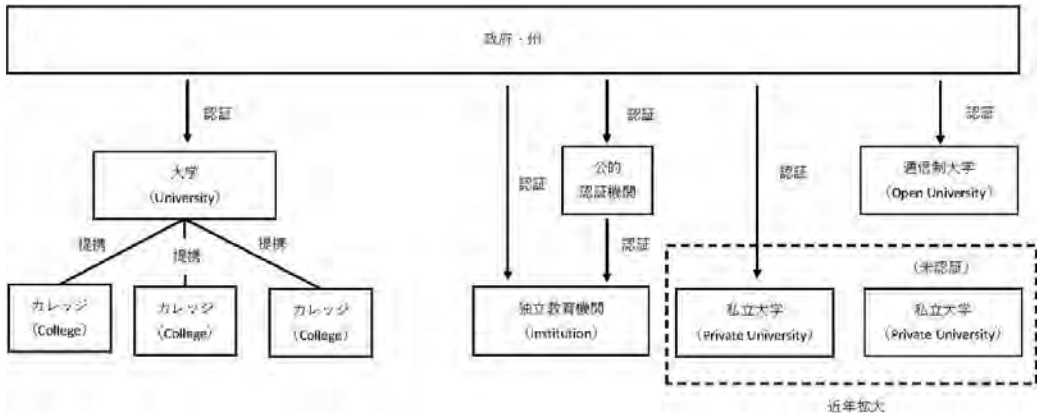 政府・州
認証
認証
認証
大学
(University)
認証
公的
認証機関
認証
通信制大学
(Open University)
提携
提携
提携
認証
(未認証)
カレッジ
(College)
カレッジ
(College)
カレッジ
(College)
独立教育機関
(Institution)
私立大学
(Private University)
私立大学
(Private University)
近年拡大